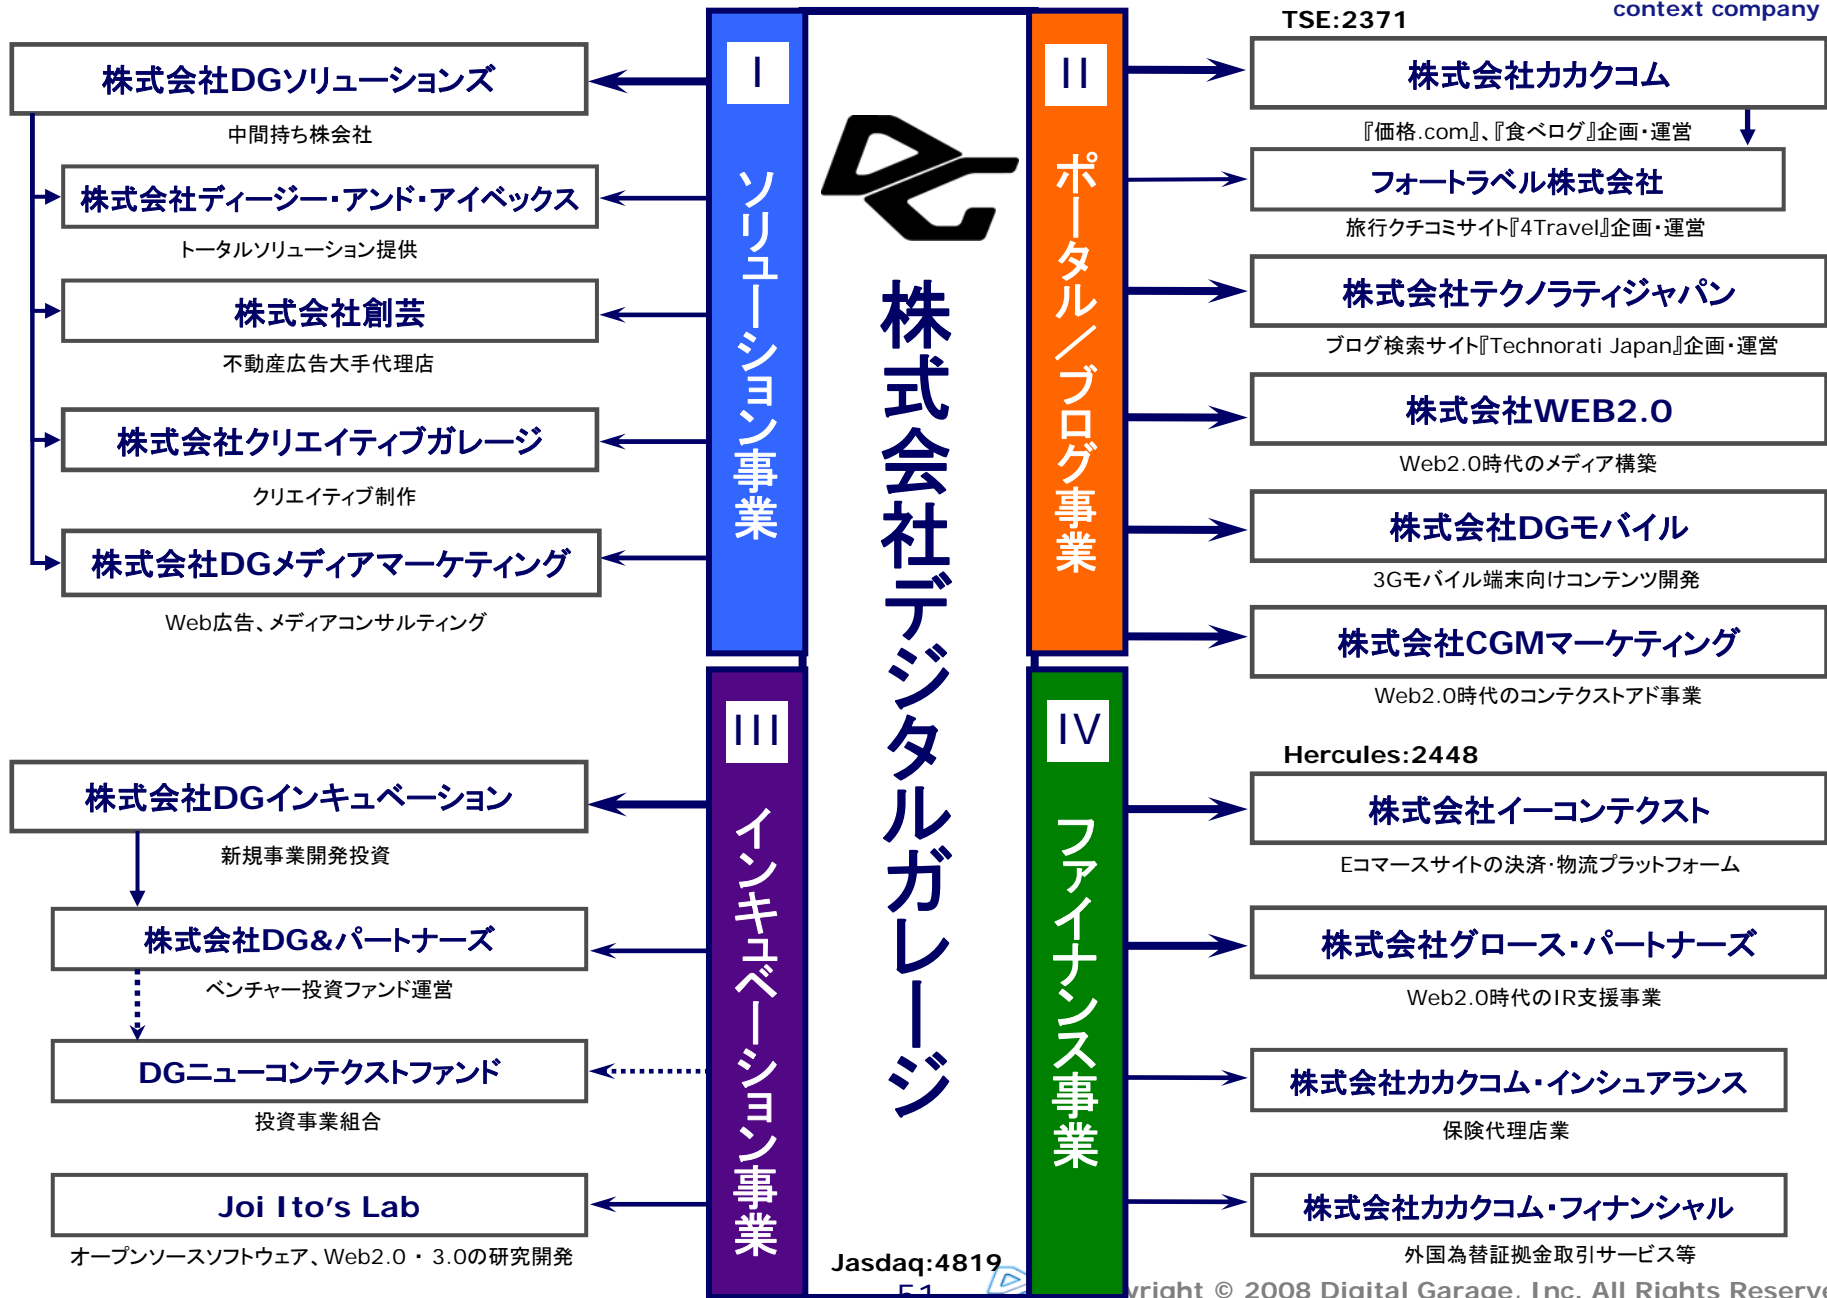 context company
I
株式会社DGソリューションズ
中間持ち株会社
株式会社ディージー・アンド・アイベックス
トータルソリューション提供
株式会社創芸
不動産広告大手代理店
株式会社クリエイティブガレージ
クリエイティブ制作
株式会社DGメディアマーケティング
Web広告、メディアコンサルティング
ソリューション事業
株式会社デジタルガレージ
Jasdaq:4819
II
ポータル／ブログ事業
TSE:2371
株式会社カカクコム
『価格.com』、『食べログ』企画・運営
フォートラベル株式会社
旅行クチコミサイト『4Travel』企画・運営
株式会社テクノラティジャパン
ブログ検索サイト『Technorati Japan』企画・運営
株式会社WEB2.0
Web2.0時代のメディア構築
株式会社DGモバイル
3Gモバイル端末向けコンテンツ開発
株式会社CGMマーケティング
Web2.0時代のコンテクストアド事業
III
インキュベーション事業
株式会社DGインキュベーション
新規事業開発投資
株式会社DG&パートナーズ
ベンチャー投資ファンド運営
DGニューコンテクストファンド
投資事業組合
Joi Ito's Lab
オープンソースソフトウェア、Web2.0・3.0の研究開発
IV
ファイナンス事業
Hercules:2448
株式会社イーコンテクスト
Eコマースサイトの決済・物流プラットフォーム
株式会社グロース・パートナーズ
Web2.0時代のIR支援事業
株式会社カカクコム・インシュアランス
保険代理店業
株式会社カカクコム・フィナンシャル
外国為替証拠金取引サービス等
51
yright © 2008 Digital Garage, Inc. All Rights Reserve